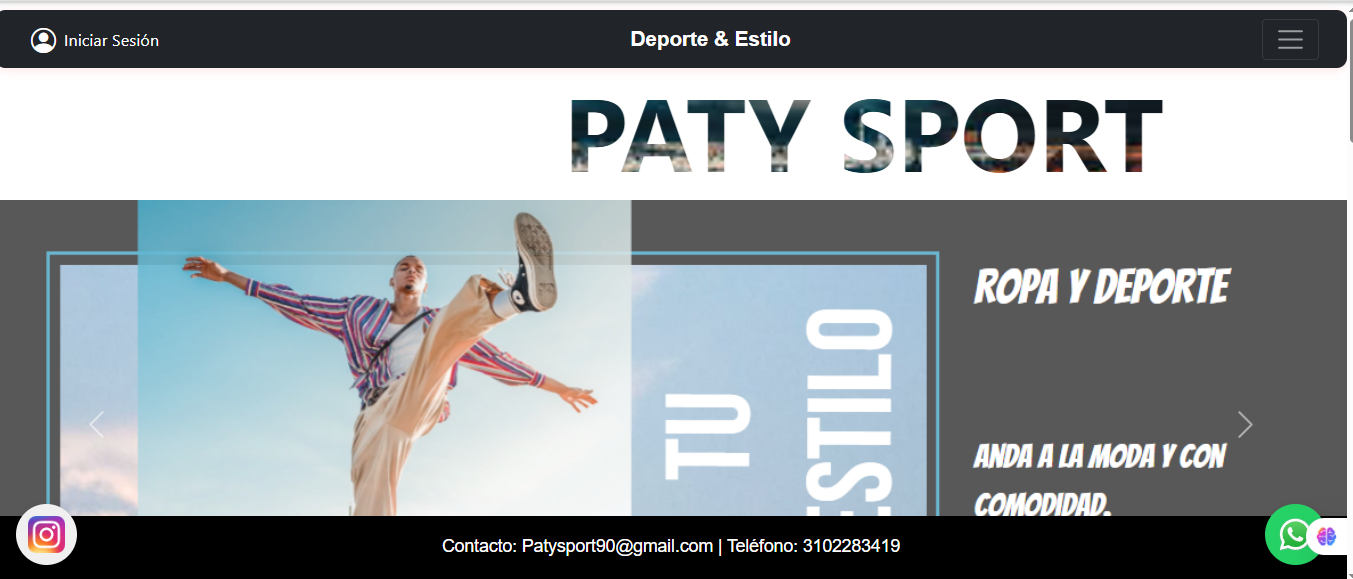 Iniciar Sesión
Deporte & Estilo
PATY SPORT
TU
ESTILO
ROPA Y DEPORTE
ANDA A LA MODA Y CON
COMODIDAD.
Contacto: Patysport90@gmail.com | Teléfono: 3102283419